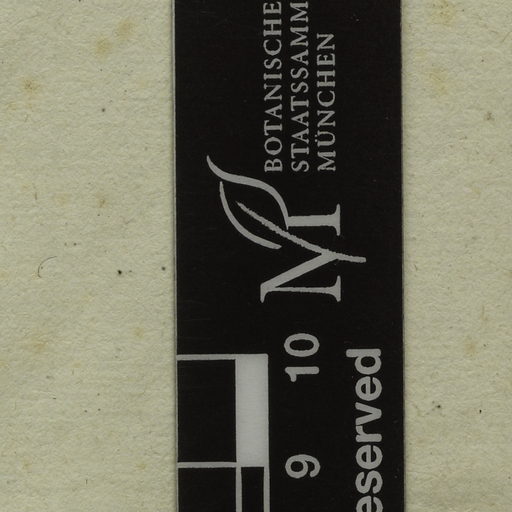 BOTANISCHE
STAATSSAMM
MÜNCHEN
M
10
9
eserved